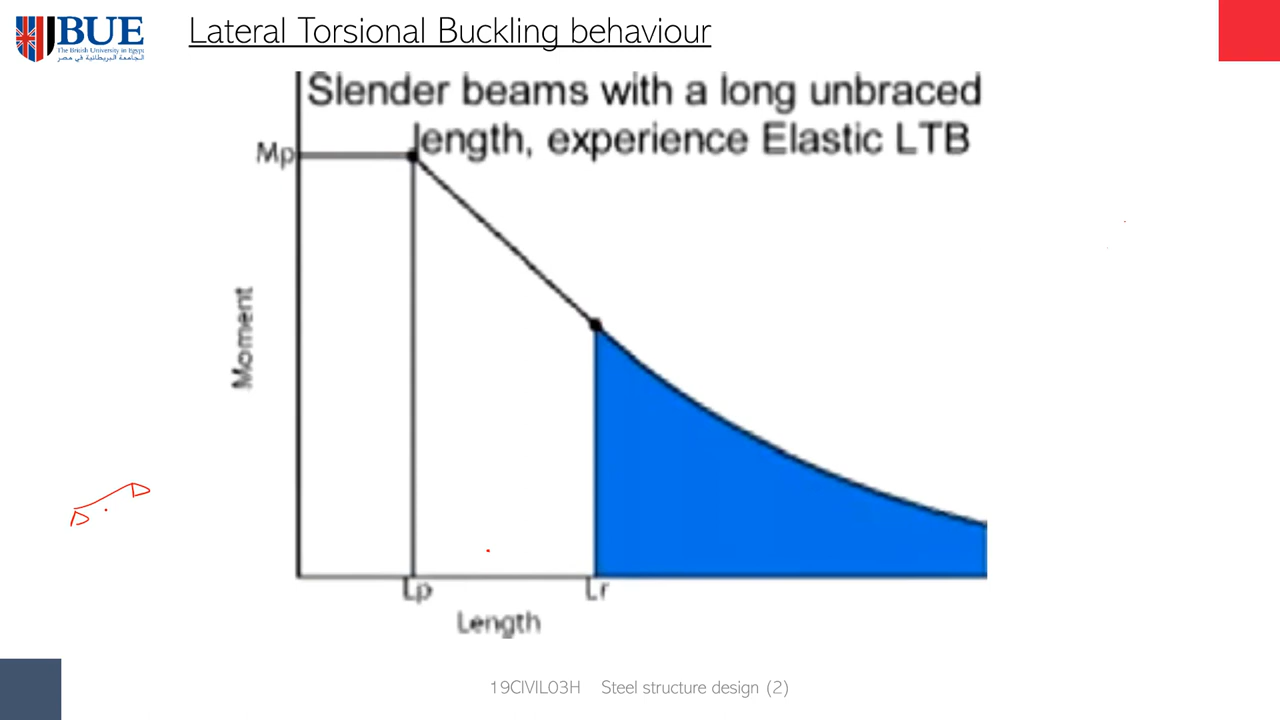 BUE
The British University in Egypt
الجامعة البريطانية في مصر
Lateral Torsional Buckling behaviour
Slender beams with a long unbraced
length, experience Elastic LTB
Mp
Moment
Lp
Lr
Length
19CIVIL03H Steel structure design (2)